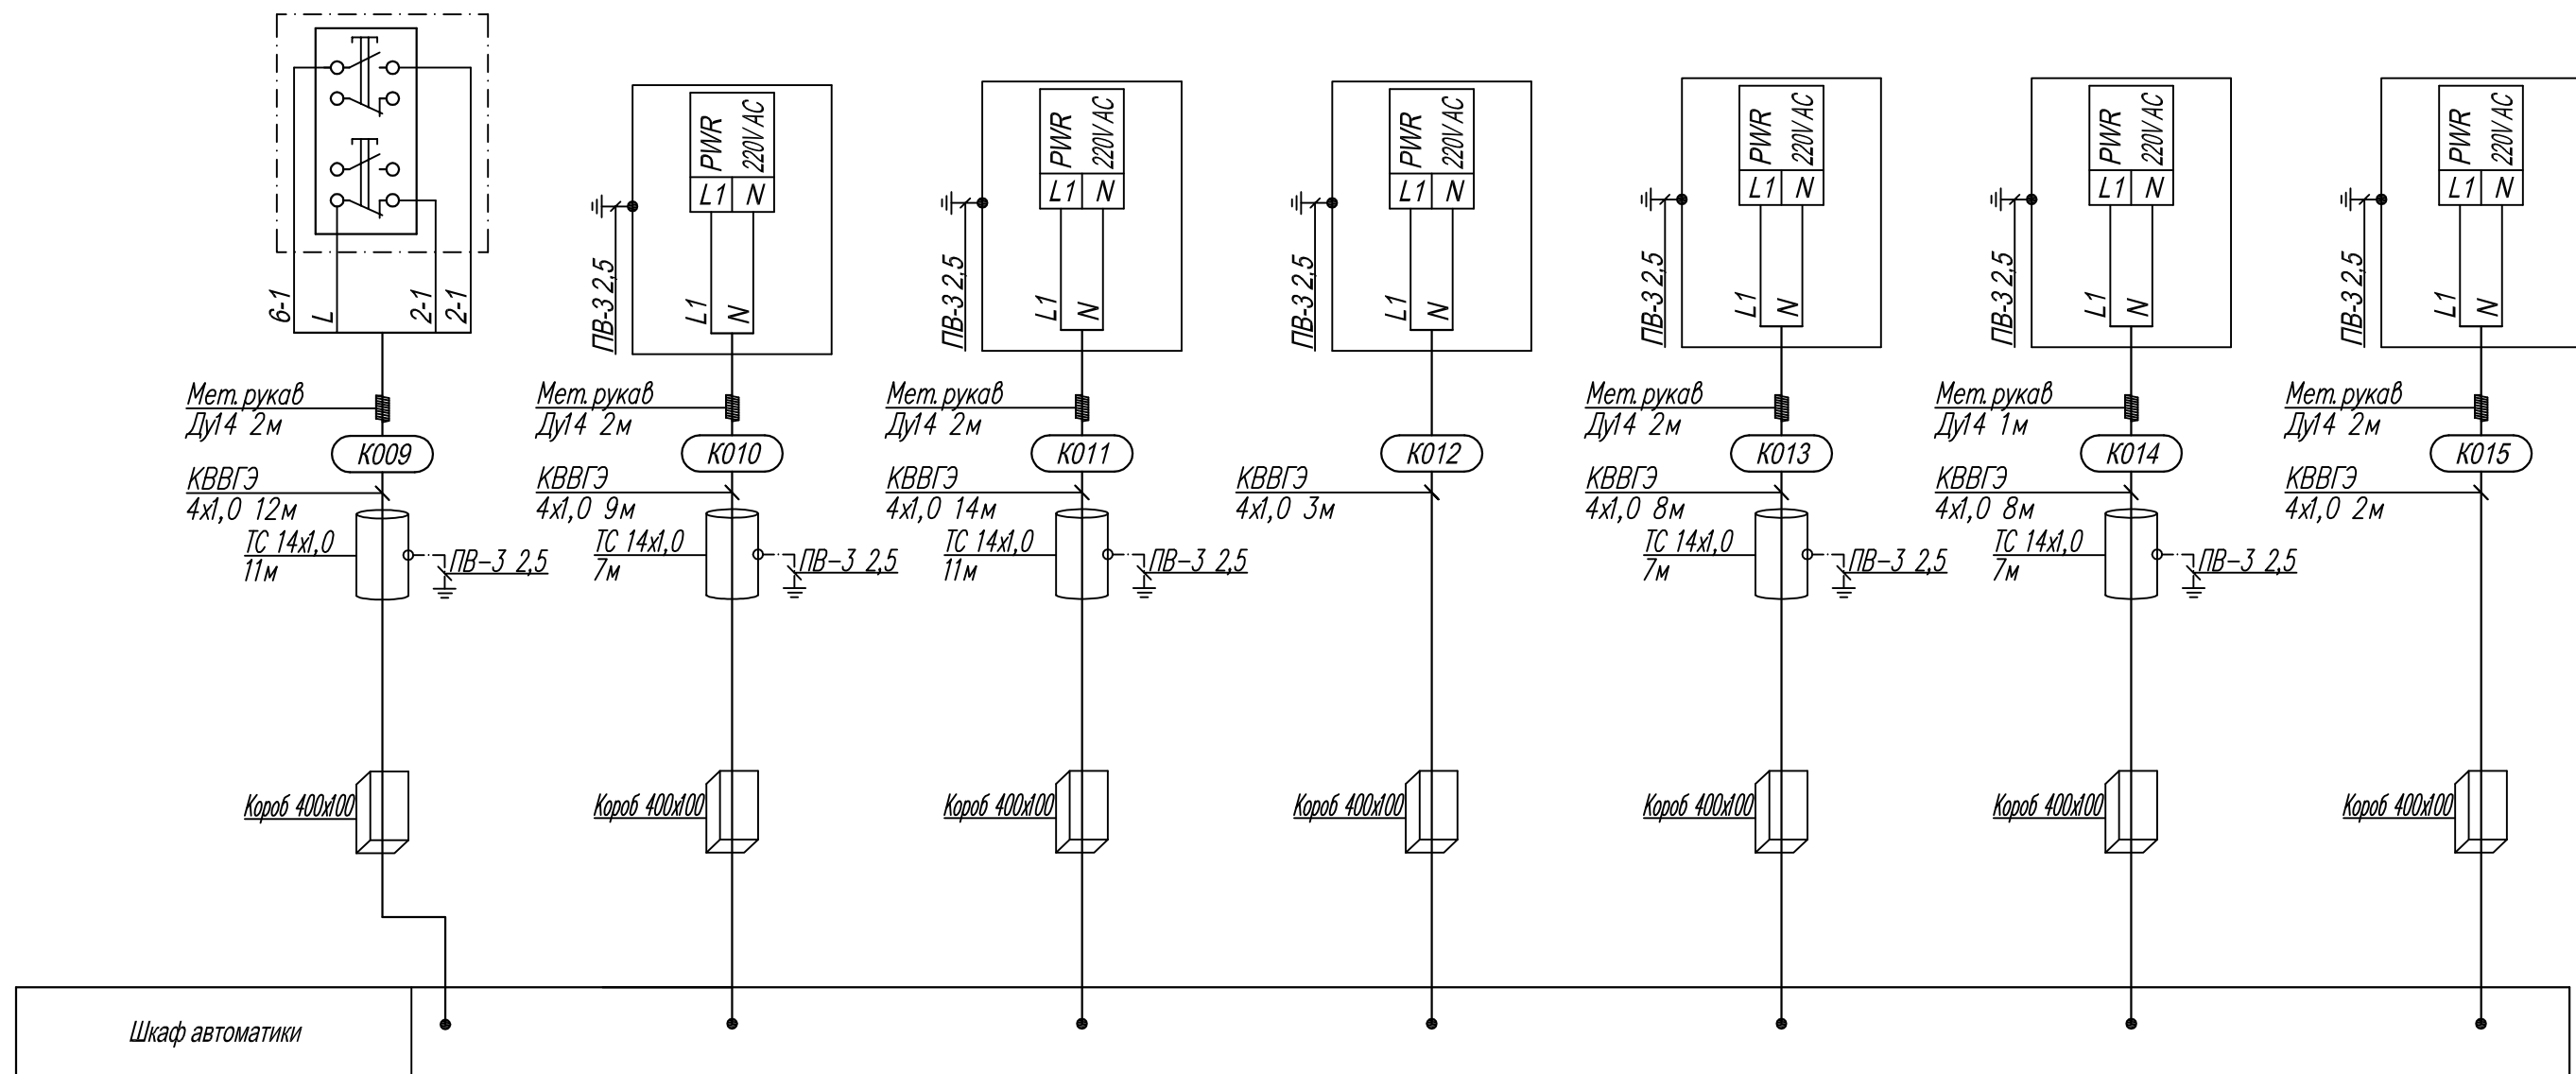 6-1
L
2-1
2-1
Мет. рукав
Ду14 2м
К009
КВВГЭ
4х1,0 12м
ТС 14х1,0
11м
ПВ-3 2,5
Короб 400х100
PWR
220V AC
L1 N
ПВ-3 2,5
L1
N
Мет. рукав
Ду14 2м
К010
КВВГЭ
4х1,0 9м
ТС 14х1,0
7м
ПВ-3 2,5
Короб 400х100
PWR
220V AC
L1 N
ПВ-3 2,5
L1
N
Мет. рукав
Ду14 2м
К011
КВВГЭ
4х1,0 14м
ТС 14х1,0
11м
ПВ-3 2,5
Короб 400х100
PWR
220V AC
L1 N
ПВ-3 2,5
L1
N
К012
КВВГЭ
4х1,0 3м
Короб 400х100
PWR
220V AC
L1 N
ПВ-3 2,5
L1
N
Мет. рукав
Ду14 2м
К013
КВВГЭ
4х1,0 8м
ТС 14х1,0
7м
ПВ-3 2,5
Короб 400х100
PWR
220V AC
L1 N
ПВ-3 2,5
L1
N
Мет. рукав
Ду14 1м
К014
КВВГЭ
4х1,0 8м
ТС 14х1,0
7м
ПВ-3 2,5
Короб 400х100
PWR
220V AC
L1 N
ПВ-3 2,5
L1
N
Мет. рукав
Ду14 2м
К015
КВВГЭ
4х1,0 2м
Короб 400х100
Шкаф автоматики